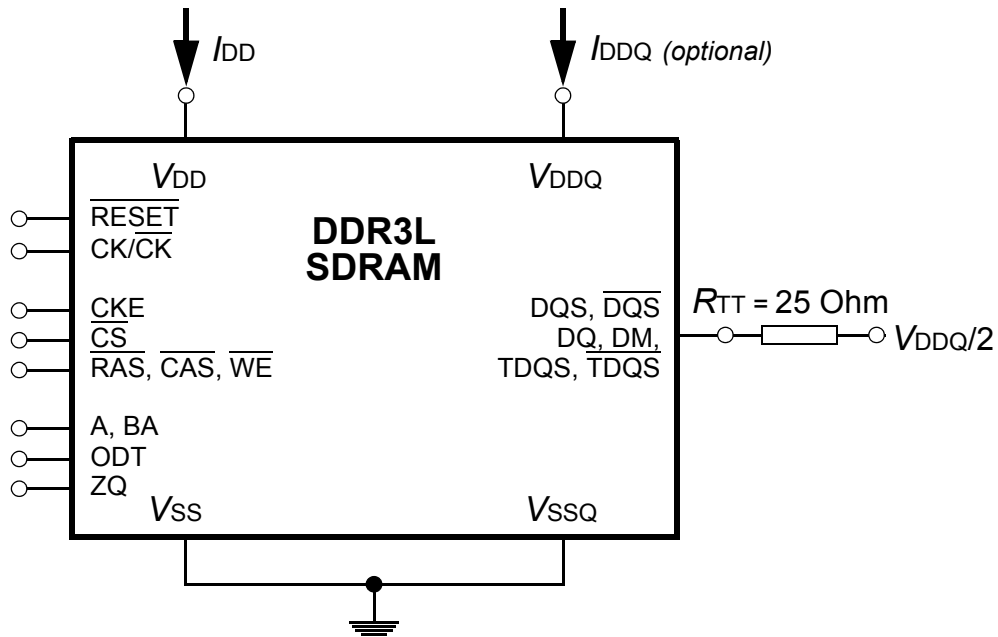 IDD
IDDQ (optional)
VDD
VDDQ
RESET
CK/CK
DDR3L
SDRAM
CKE
CS
RAS, CAS, WE
DQS, DQS
DQ, DM,
TDQS, TDQS
RTT = 25 Ohm
VDDQ/2
A, BA
ODT
ZQ
VSS
VSSQ